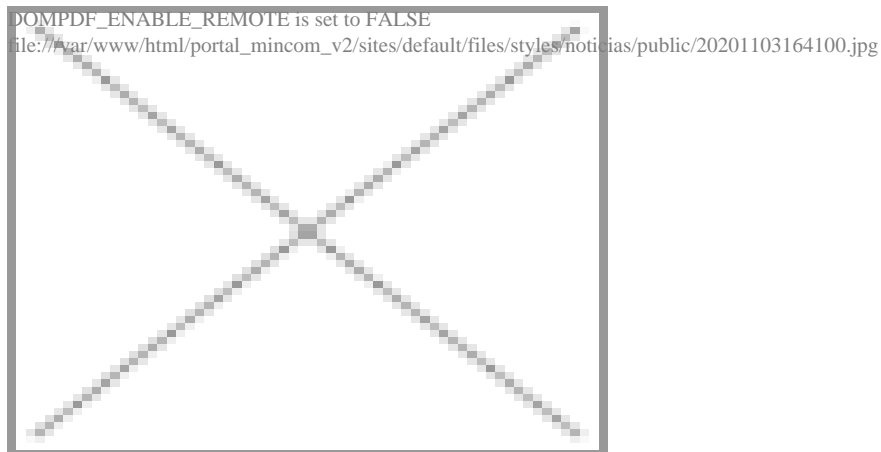 DOMPDF_ENABLE_REMOTE is set to FALSE
file:///var/www/html/portal_mincom_v2/sites/default/files/styles/noticias/public/20201103164100.jpg